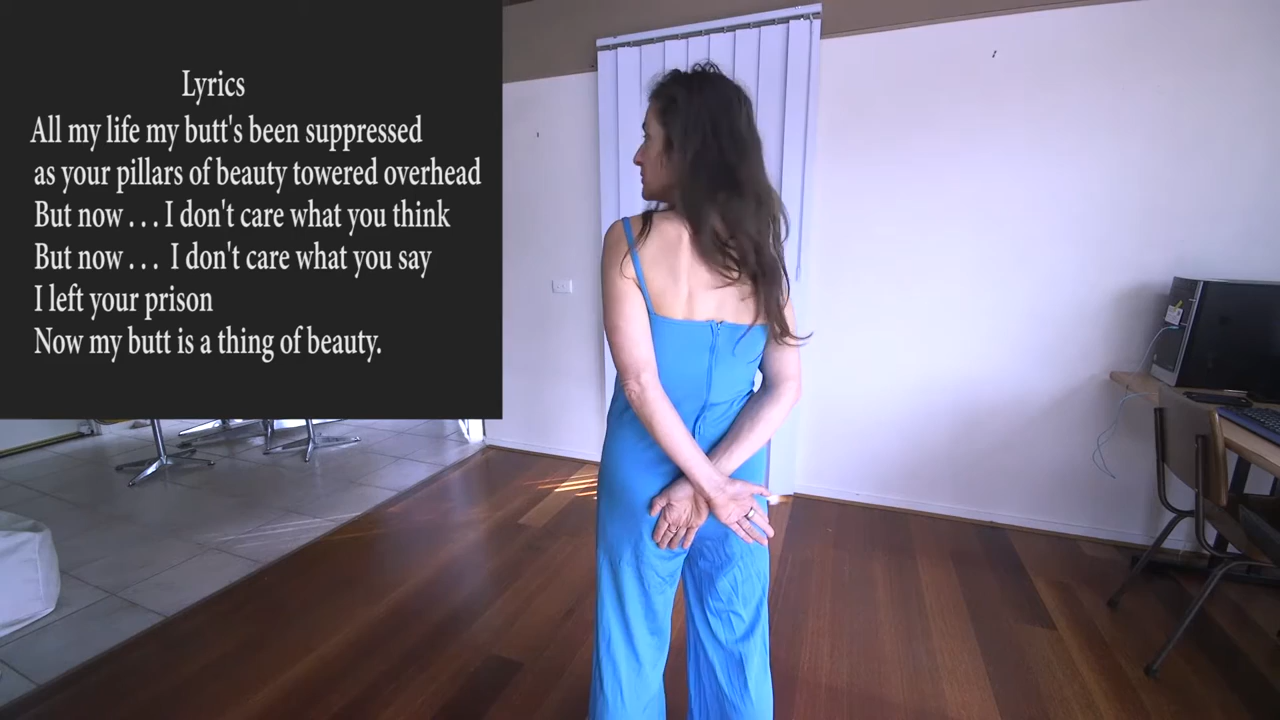 Lyrics
All my life my butt's been suppressed
as your pillars of beauty towered overhead
But now . . . I don't care what you think
But now . . .  I don't care what you say
I left your prison
Now my butt is a thing of beauty.